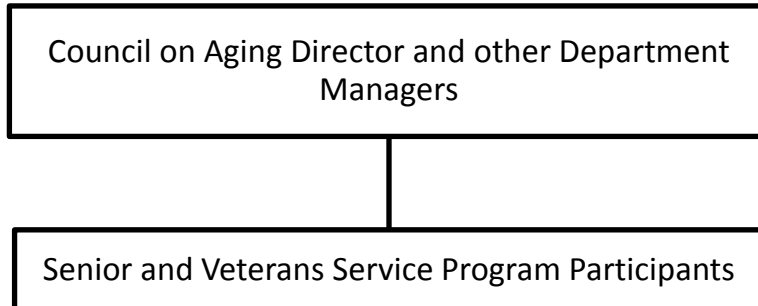 Council on Aging Director and other Department
Managers
Senior and Veterans Service Program Participants